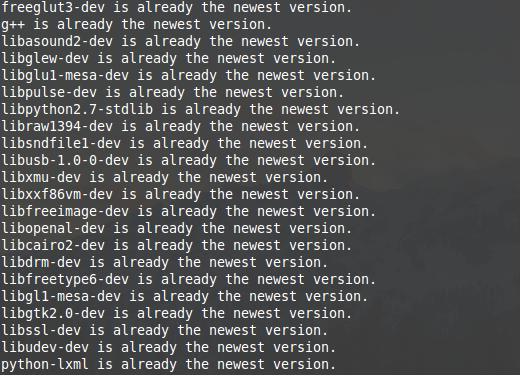 freeglut3-dev is already the newest version.
g++ is already the newest version.
libasound2-dev is already the newest version.
libglew-dev is already the newest version.
libglu1-mesa-dev is already the newest version.
libpulse-dev is already the newest version.
libpython2.7-stdlib is already the newest version.
libraw1394-dev is already the newest version.
libsndfile1-dev is already the newest version.
libusb-1.0-0-dev is already the newest version.
libxmu-dev is already the newest version.
libxxf86vm-dev is already the newest version.
libfreeimage-dev is already the newest version.
libopenal-dev is already the newest version.
libcairo2-dev is already the newest version.
libdrm-dev is already the newest version.
libfreetype6-dev is already the newest version.
libgl1-mesa-dev is already the newest version.
libgtk2.0-dev is already the newest version.
libssl-dev is already the newest version.
libudev-dev is already the newest version.
python-lxml is already the newest version.